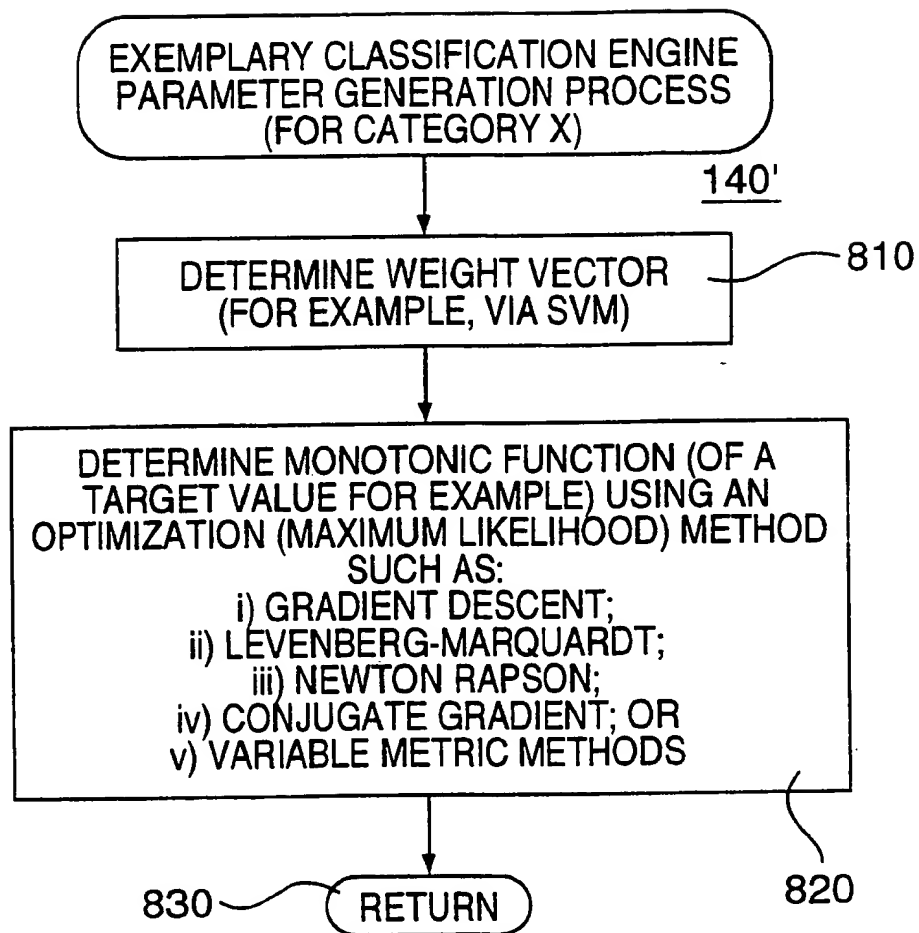 EXEMPLARY CLASSIFICATION ENGINE
PARAMETER GENERATION PROCESS
(FOR CATEGORY X)
140'
DETERMINE WEIGHT VECTOR
(FOR EXAMPLE, VIA SVM)
810
DETERMINE MONOTONIC FUNCTION (OF A
TARGET VALUE FOR EXAMPLE) USING AN
OPTIMIZATION (MAXIMUM LIKELIHOOD) METHOD
SUCH AS:
i) GRADIENT DESCENT;
ii) LEVENBERG-MARQUARDT;
iii) NEWTON RAPSON;
iv) CONJUGATE GRADIENT; OR
v) VARIABLE METRIC METHODS
820
830
RETURN